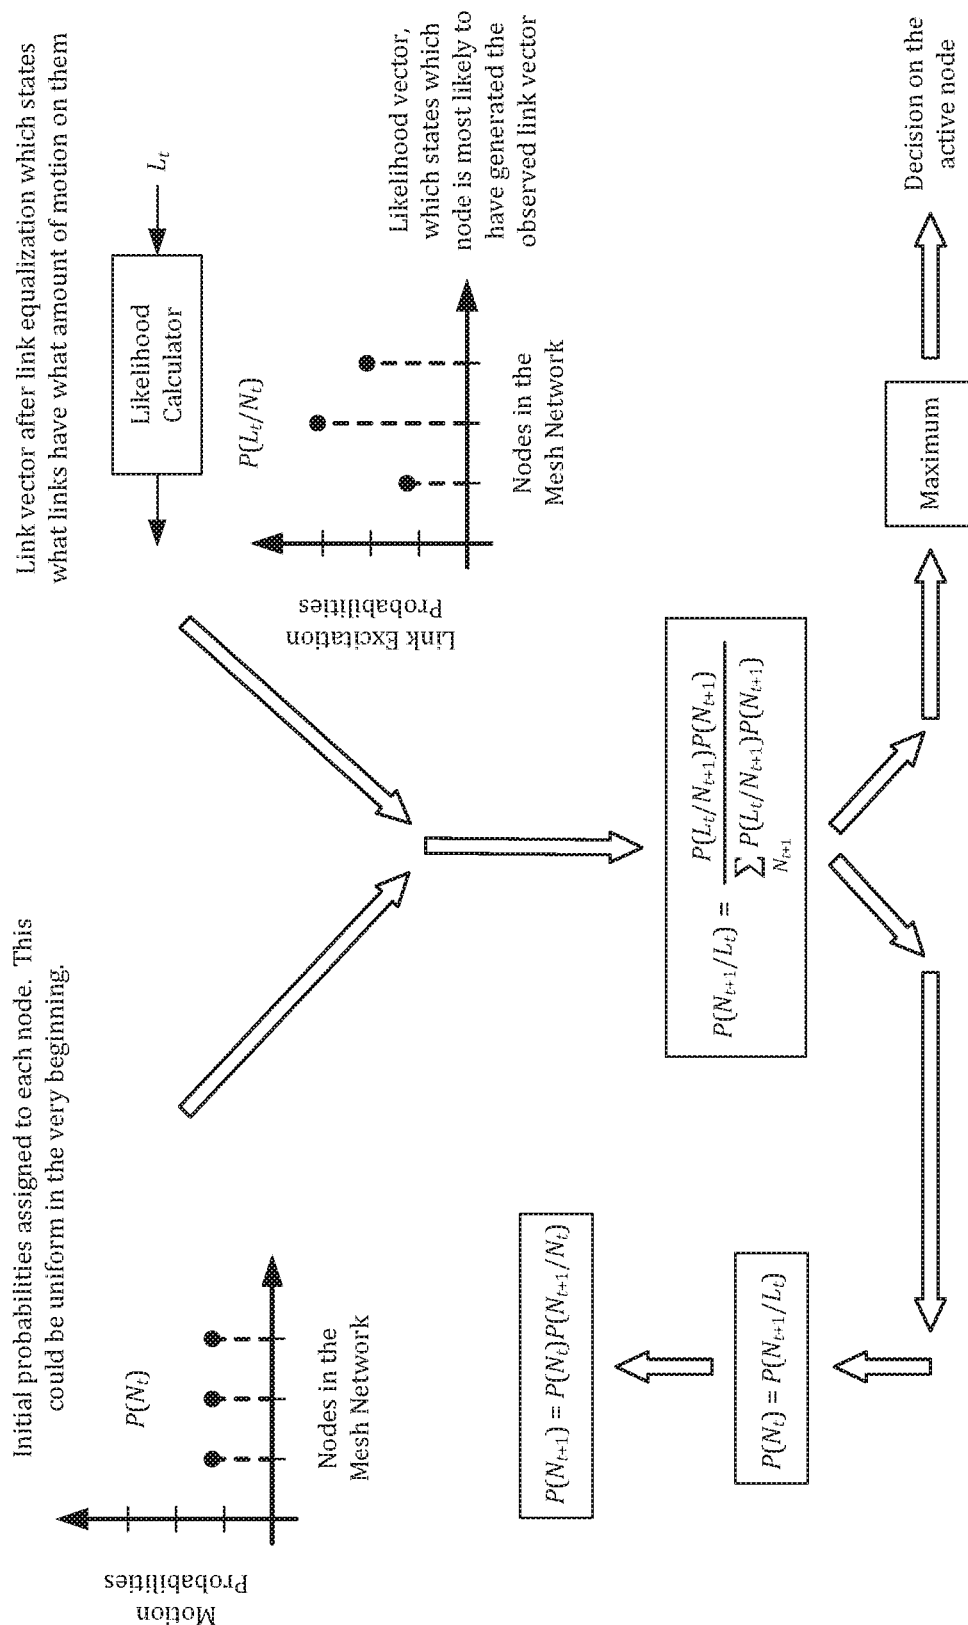 Initial probabilities assigned to each node. This
could be uniform in the very beginning.
Motion
Probabilities
P(N_t)
Nodes in the
Mesh Network
Link vector after link equalization which states
what links have what amount of motion on them
Likelihood
Calculator
L_t
Link Excitation
Probabilities
P(L_t/N_t)
Nodes in the
Mesh Network
Likelihood vector,
which states which
node is most likely to
have generated the
observed link vector
P(N_{t+1}/L_t) = P(L_t/N_{t+1})P(N_{t+1})
∑ P(L_t/N_{t+1})P(N_{t+1})
N_{t+1}
P(N_{t+1}) = P(N_t)P(N_{t+1}/N_t)
P(N_t) = P(N_{t+1}/L_t)
Maximum
Decision on the
active node